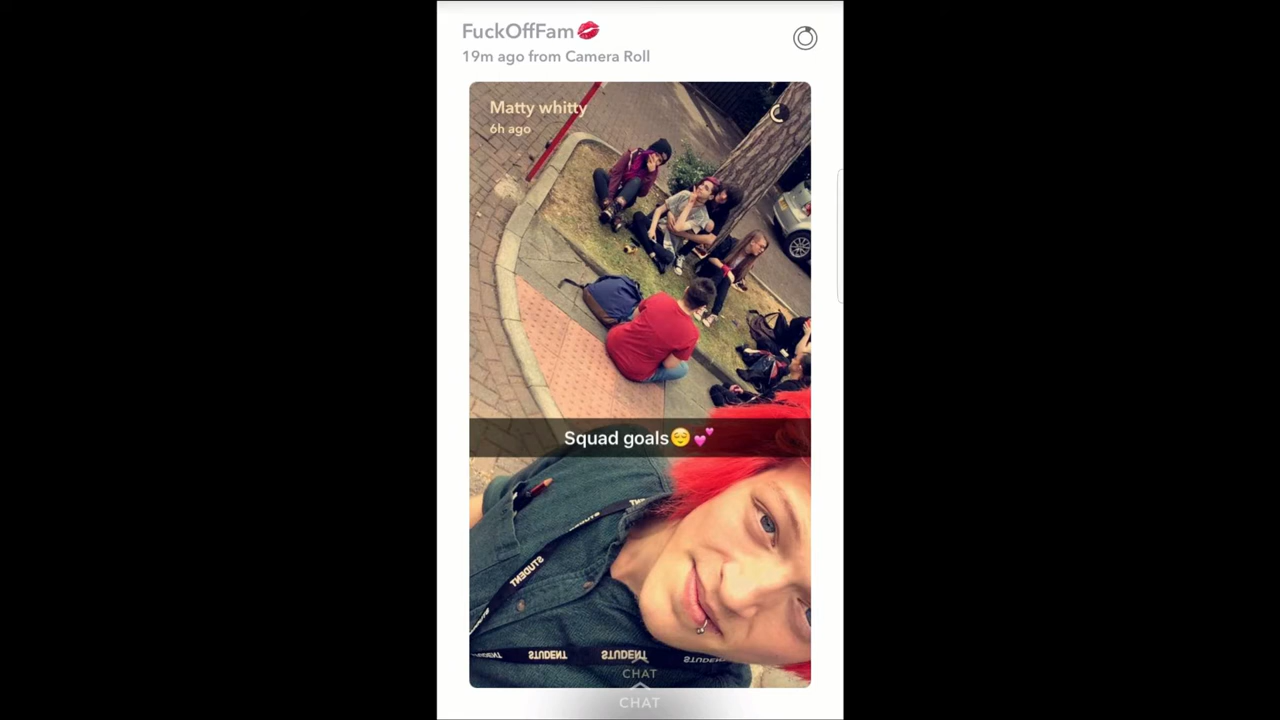 FuckOffFam💋
19m ago from Camera Roll
Matty whitty
6h ago
Squad goals😌💕
STUDENT
STUDENT
STUDENT
STUDENT
CHAT
CHAT